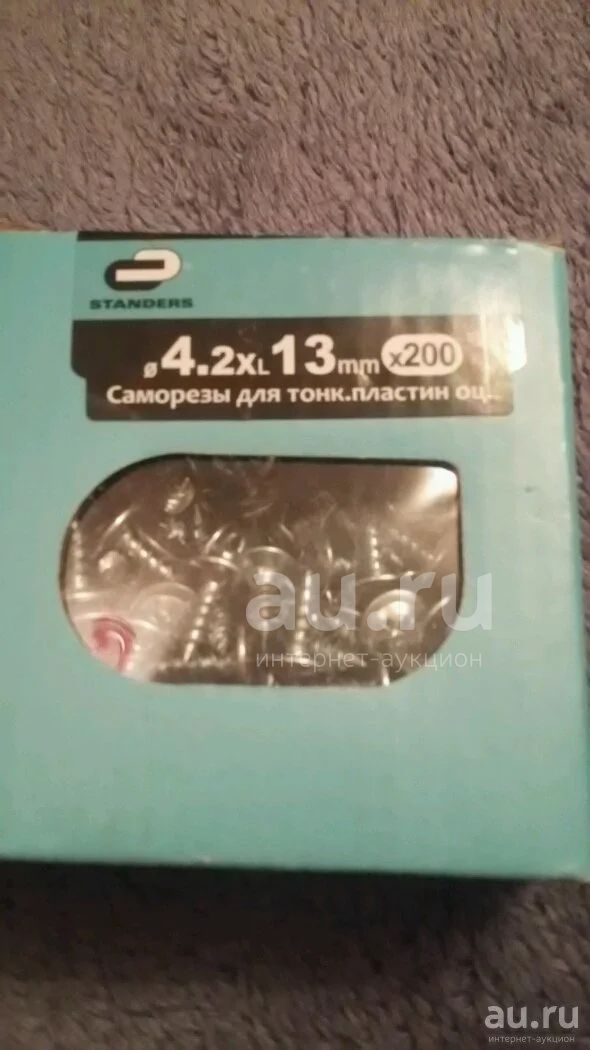 STANDERS
ø4.2xL13mm x200
Саморезы для тонк.пластин оц..
au.ru
интернет-аукцион
au.ru
интернет-аукцион